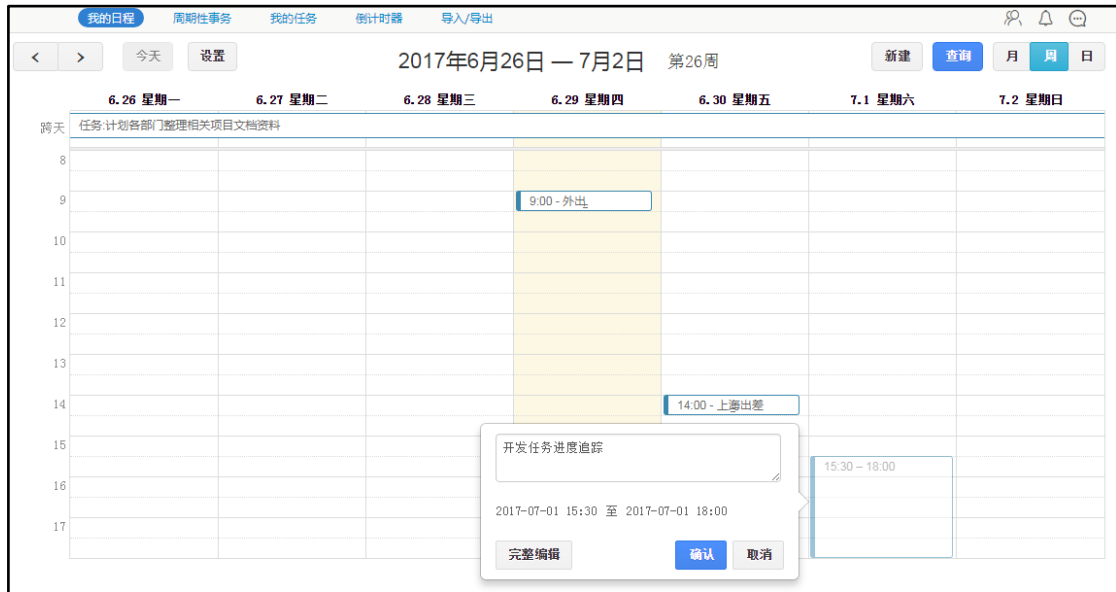 我的日程 周期性事务 我的任务 倒计时器 导入/导出
< > 今天 设置 2017年6月26日 — 7月2日 第26周 新建 查询 月 周 日
6.26 星期一 6.27 星期二 6.28 星期三 6.29 星期四 6.30 星期五 7.1 星期六 7.2 星期日
跨天 任务:计划各部门整理相关项目文档资料
8
9 9:00 - 外出
10
11
12
13
14 14:00 - 上海出差
15
开发任务进度追踪
15:30 – 18:00
16
2017-07-01 15:30 至 2017-07-01 18:00
17
完整编辑 确认 取消